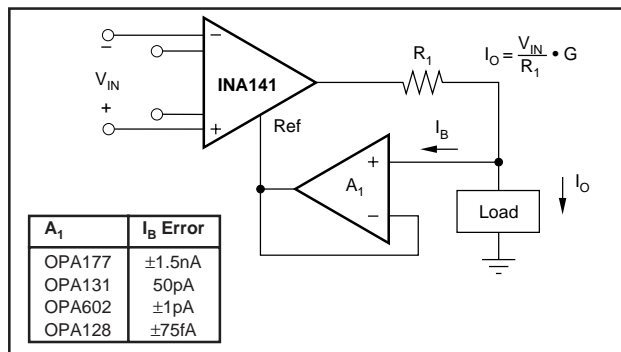 −
V_IN
+
−
INA141
+
Ref
R_1
I_O = V_IN / R_1 • G
I_B
+
A_1
−
I_O
Load
A_1 I_B Error
OPA177 ±1.5nA
OPA131 50pA
OPA602 ±1pA
OPA128 ±75fA